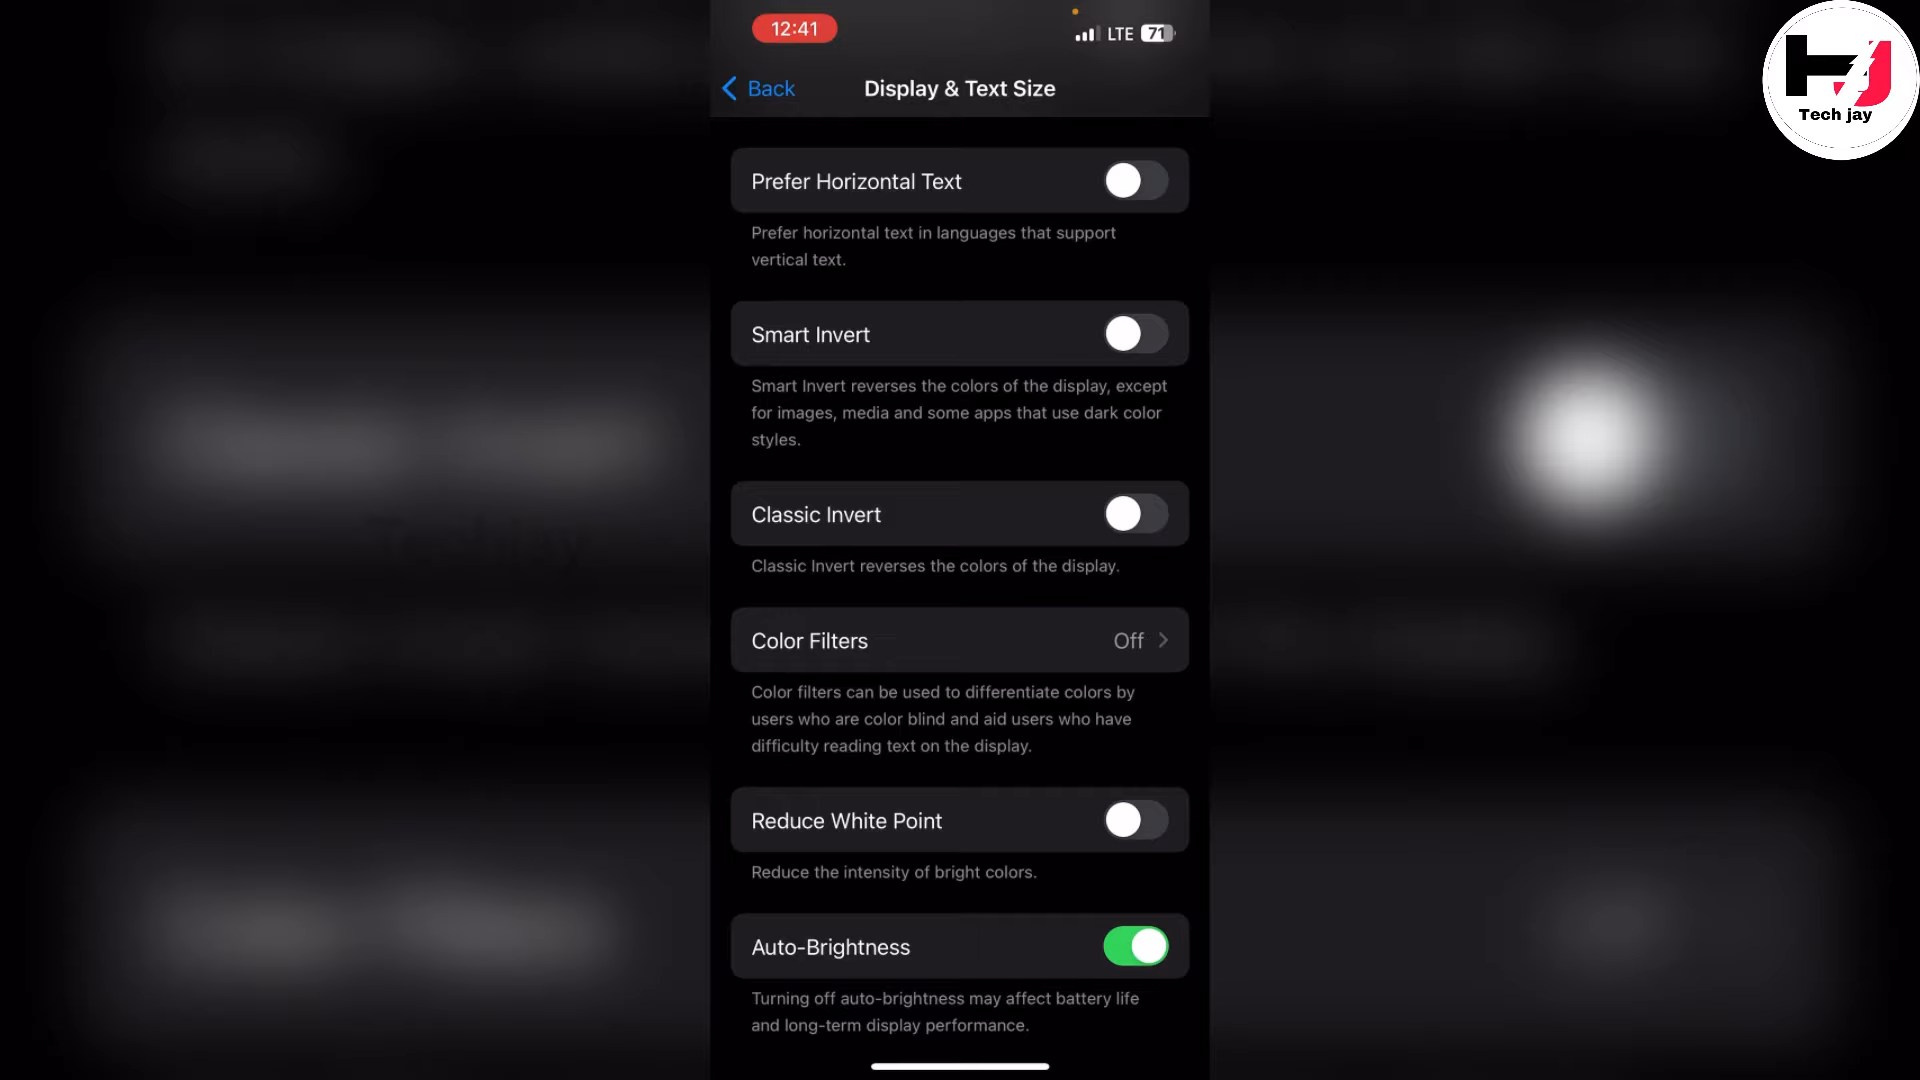 12:41
LTE 71
Back
Display & Text Size
Tech jay
Prefer Horizontal Text
Prefer horizontal text in languages that support
vertical text.
Smart Invert
Smart Invert reverses the colors of the display, except
for images, media and some apps that use dark color
styles.
Classic Invert
Classic Invert reverses the colors of the display.
Color Filters
Off
Color filters can be used to differentiate colors by
users who are color blind and aid users who have
difficulty reading text on the display.
Reduce White Point
Reduce the intensity of bright colors.
Auto-Brightness
Turning off auto-brightness may affect battery life
and long-term display performance.